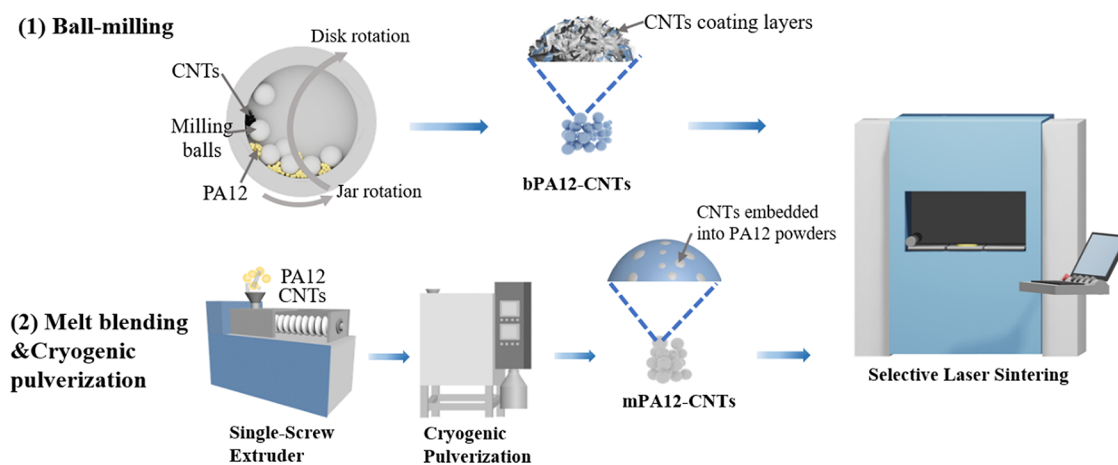 (1) Ball-milling
Disk rotation
CNTs
Milling
balls
PA12
Jar rotation
CNTs coating layers
bPA12-CNTs
(2) Melt blending
&Cryogenic
pulverization
PA12
CNTs
Single-Screw
Extruder
Cryogenic
Pulverization
CNTs embedded
into PA12 powders
mPA12-CNTs
Selective Laser Sintering